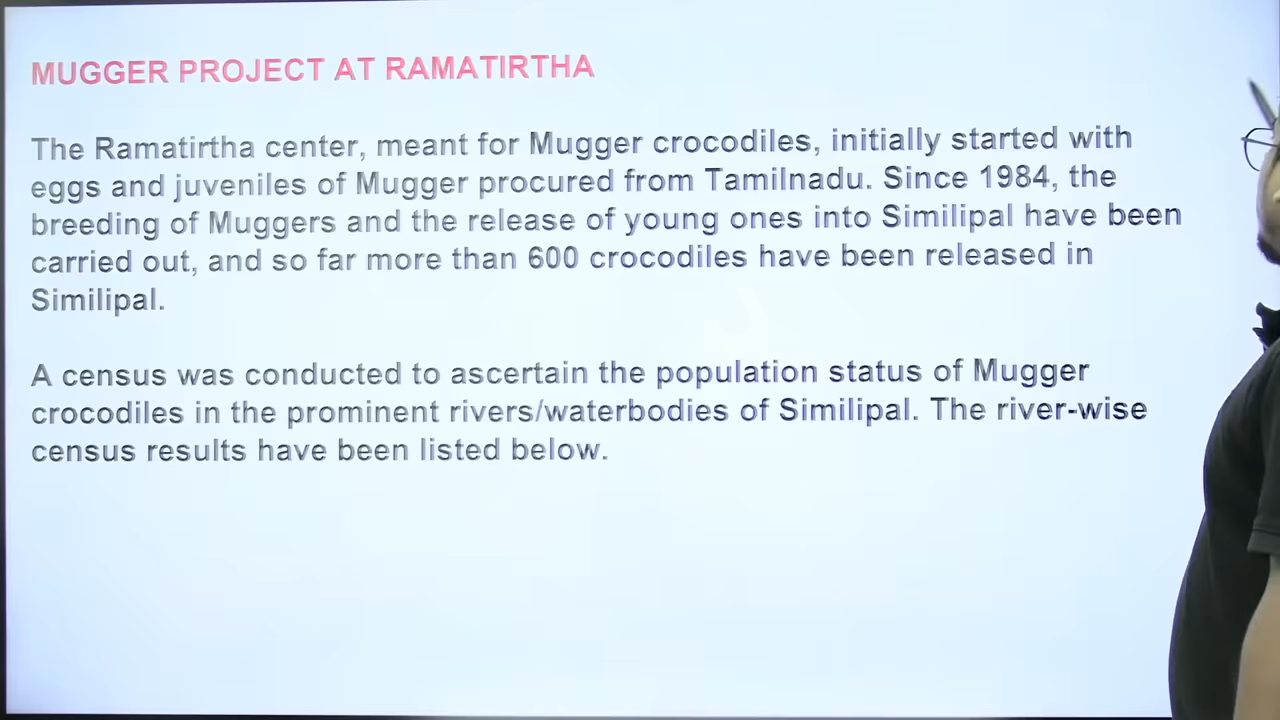 MUGGER PROJECT AT RAMATIRTHA
The Ramatirtha center, meant for Mugger crocodiles, initially started with
eggs and juveniles of Mugger procured from Tamilnadu. Since 1984, the
breeding of Muggers and the release of young ones into Similipal have been
carried out, and so far more than 600 crocodiles have been released in
Similipal.
A census was conducted to ascertain the population status of Mugger
crocodiles in the prominent rivers/waterbodies of Similipal. The river-wise
census results have been listed below.